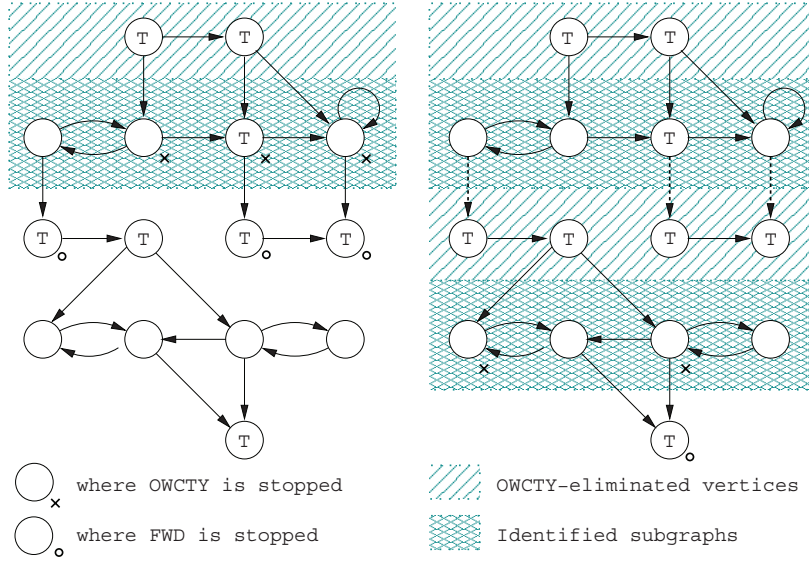 T T T T
T T
T T T T T T T T
T T
where OWCTY is stopped OWCTY-eliminated vertices
where FWD is stopped Identified subgraphs